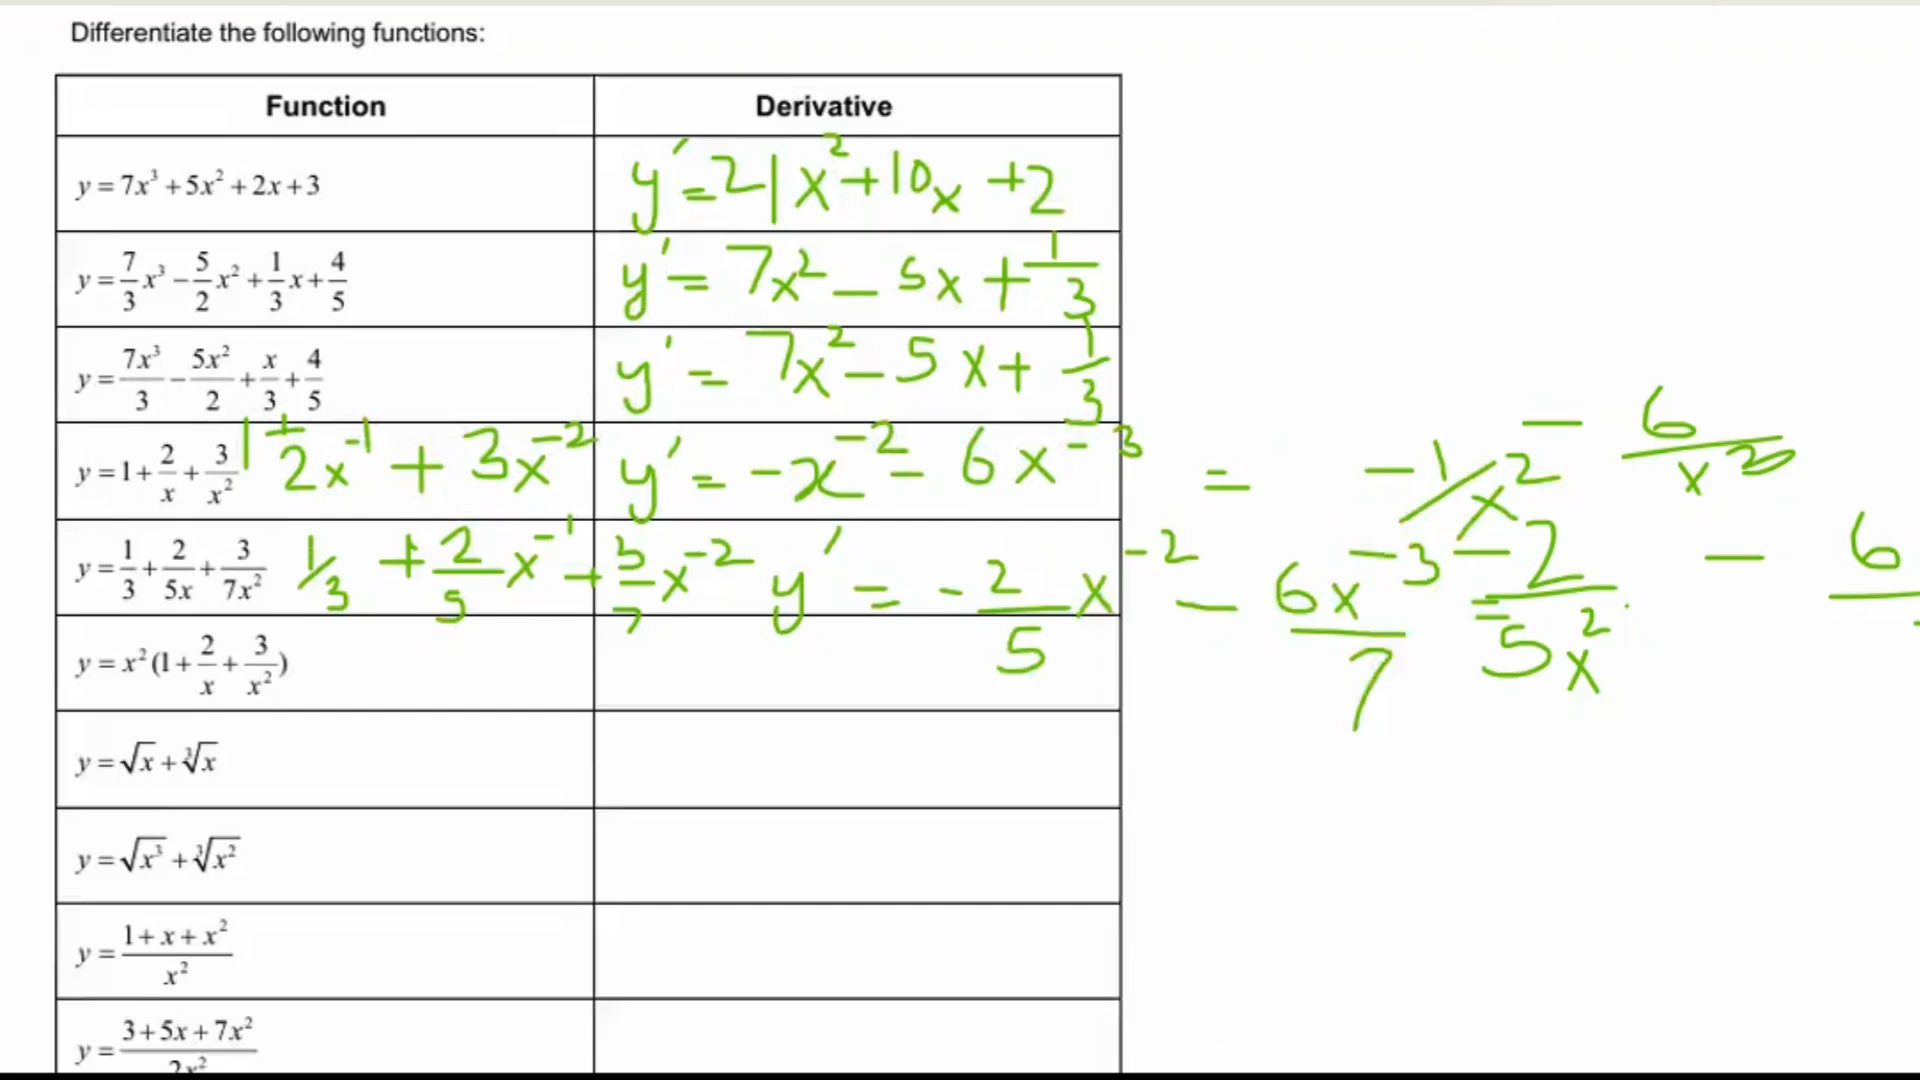 Differentiate the following functions:
Function Derivative
y = 7x³ + 5x² + 2x + 3 y' = 21x² + 10x + 2
y = 7/3 x³ − 5/2 x² + 1/3 x + 4/5 y' = 7x² − 5x + 1/3
y = 7x³/3 − 5x²/2 + x/3 + 4/5 y' = 7x² − 5x + 1/3
y = 1 + 2/x + 3/x² 1 + 2x⁻¹ + 3x⁻² y' = −x⁻² − 6x⁻³ = −1/x² − 6/x³
y = 1/3 + 2/5x + 3/7x² 1/3 + 2/5 x⁻¹ + 3/7 x⁻² y' = −2/5 x⁻² − 6x⁻³/7 = −2/5x² − 6
y = x²(1 + 2/x + 3/x²)
y = √x + ∛x
y = √x³ + ∛x²
y = (1 + x + x²)/x²
y = (3 + 5x + 7x²)/2x²